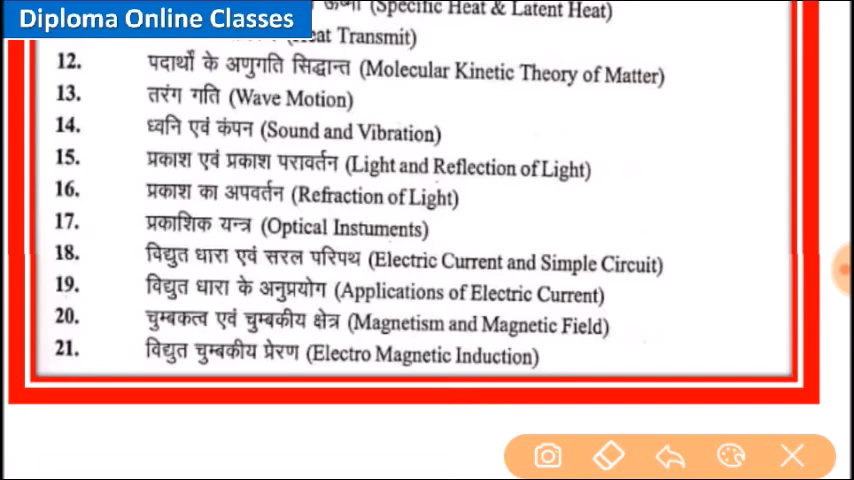 Diploma Online Classes
ऊष्मा (Specific Heat & Latent Heat)
(Heat Transmit)
12. पदार्थों के अणुगति सिद्धान्त (Molecular Kinetic Theory of Matter)
13. तरंग गति (Wave Motion)
14. ध्वनि एवं कंपन (Sound and Vibration)
15. प्रकाश एवं प्रकाश परावर्तन (Light and Reflection of Light)
16. प्रकाश का अपवर्तन (Refraction of Light)
17. प्रकाशिक यन्त्र (Optical Instuments)
18. विद्युत धारा एवं सरल परिपथ (Electric Current and Simple Circuit)
19. विद्युत धारा के अनुप्रयोग (Applications of Electric Current)
20. चुम्बकत्व एवं चुम्बकीय क्षेत्र (Magnetism and Magnetic Field)
21. विद्युत चुम्बकीय प्रेरण (Electro Magnetic Induction)